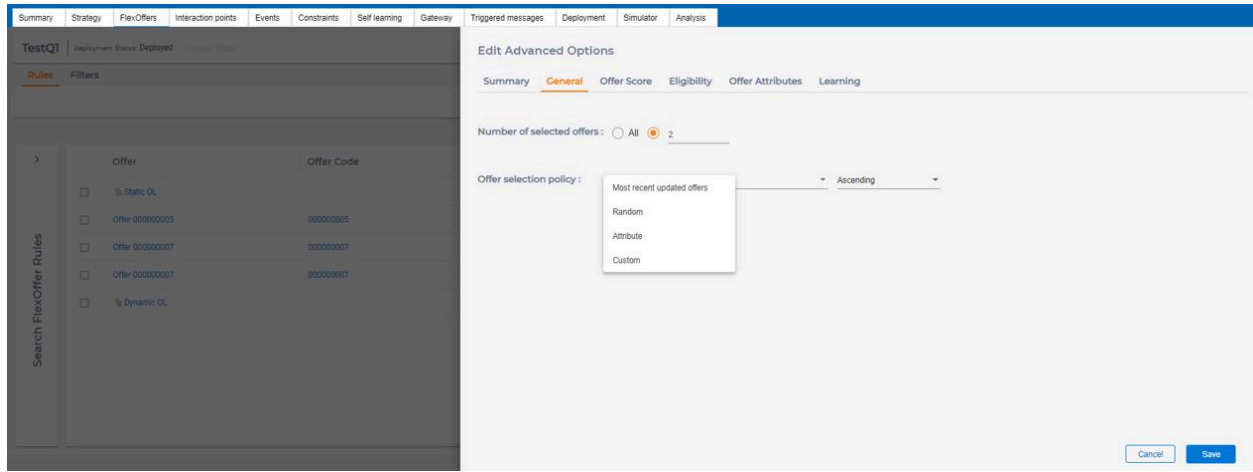 Summary Strategy FlexOffers Interaction points Events Constraints Self learning Gateway Triggered messages Deployment Simulator Analysis
TestQ1 Deployment Status: Deployed
Rules Filters
Search FlexOffer Rules
Offer Offer Code
Static OL
Offer 000000005 000000005
Offer 000000007 000000007
Offer 000000007 000000007
Dynamic OL
Edit Advanced Options
Summary General Offer Score Eligibility Offer Attributes Learning
Number of selected offers : All 2
Offer selection policy : Ascending
Most recent updated offers
Random
Attribute
Custom
Cancel Save